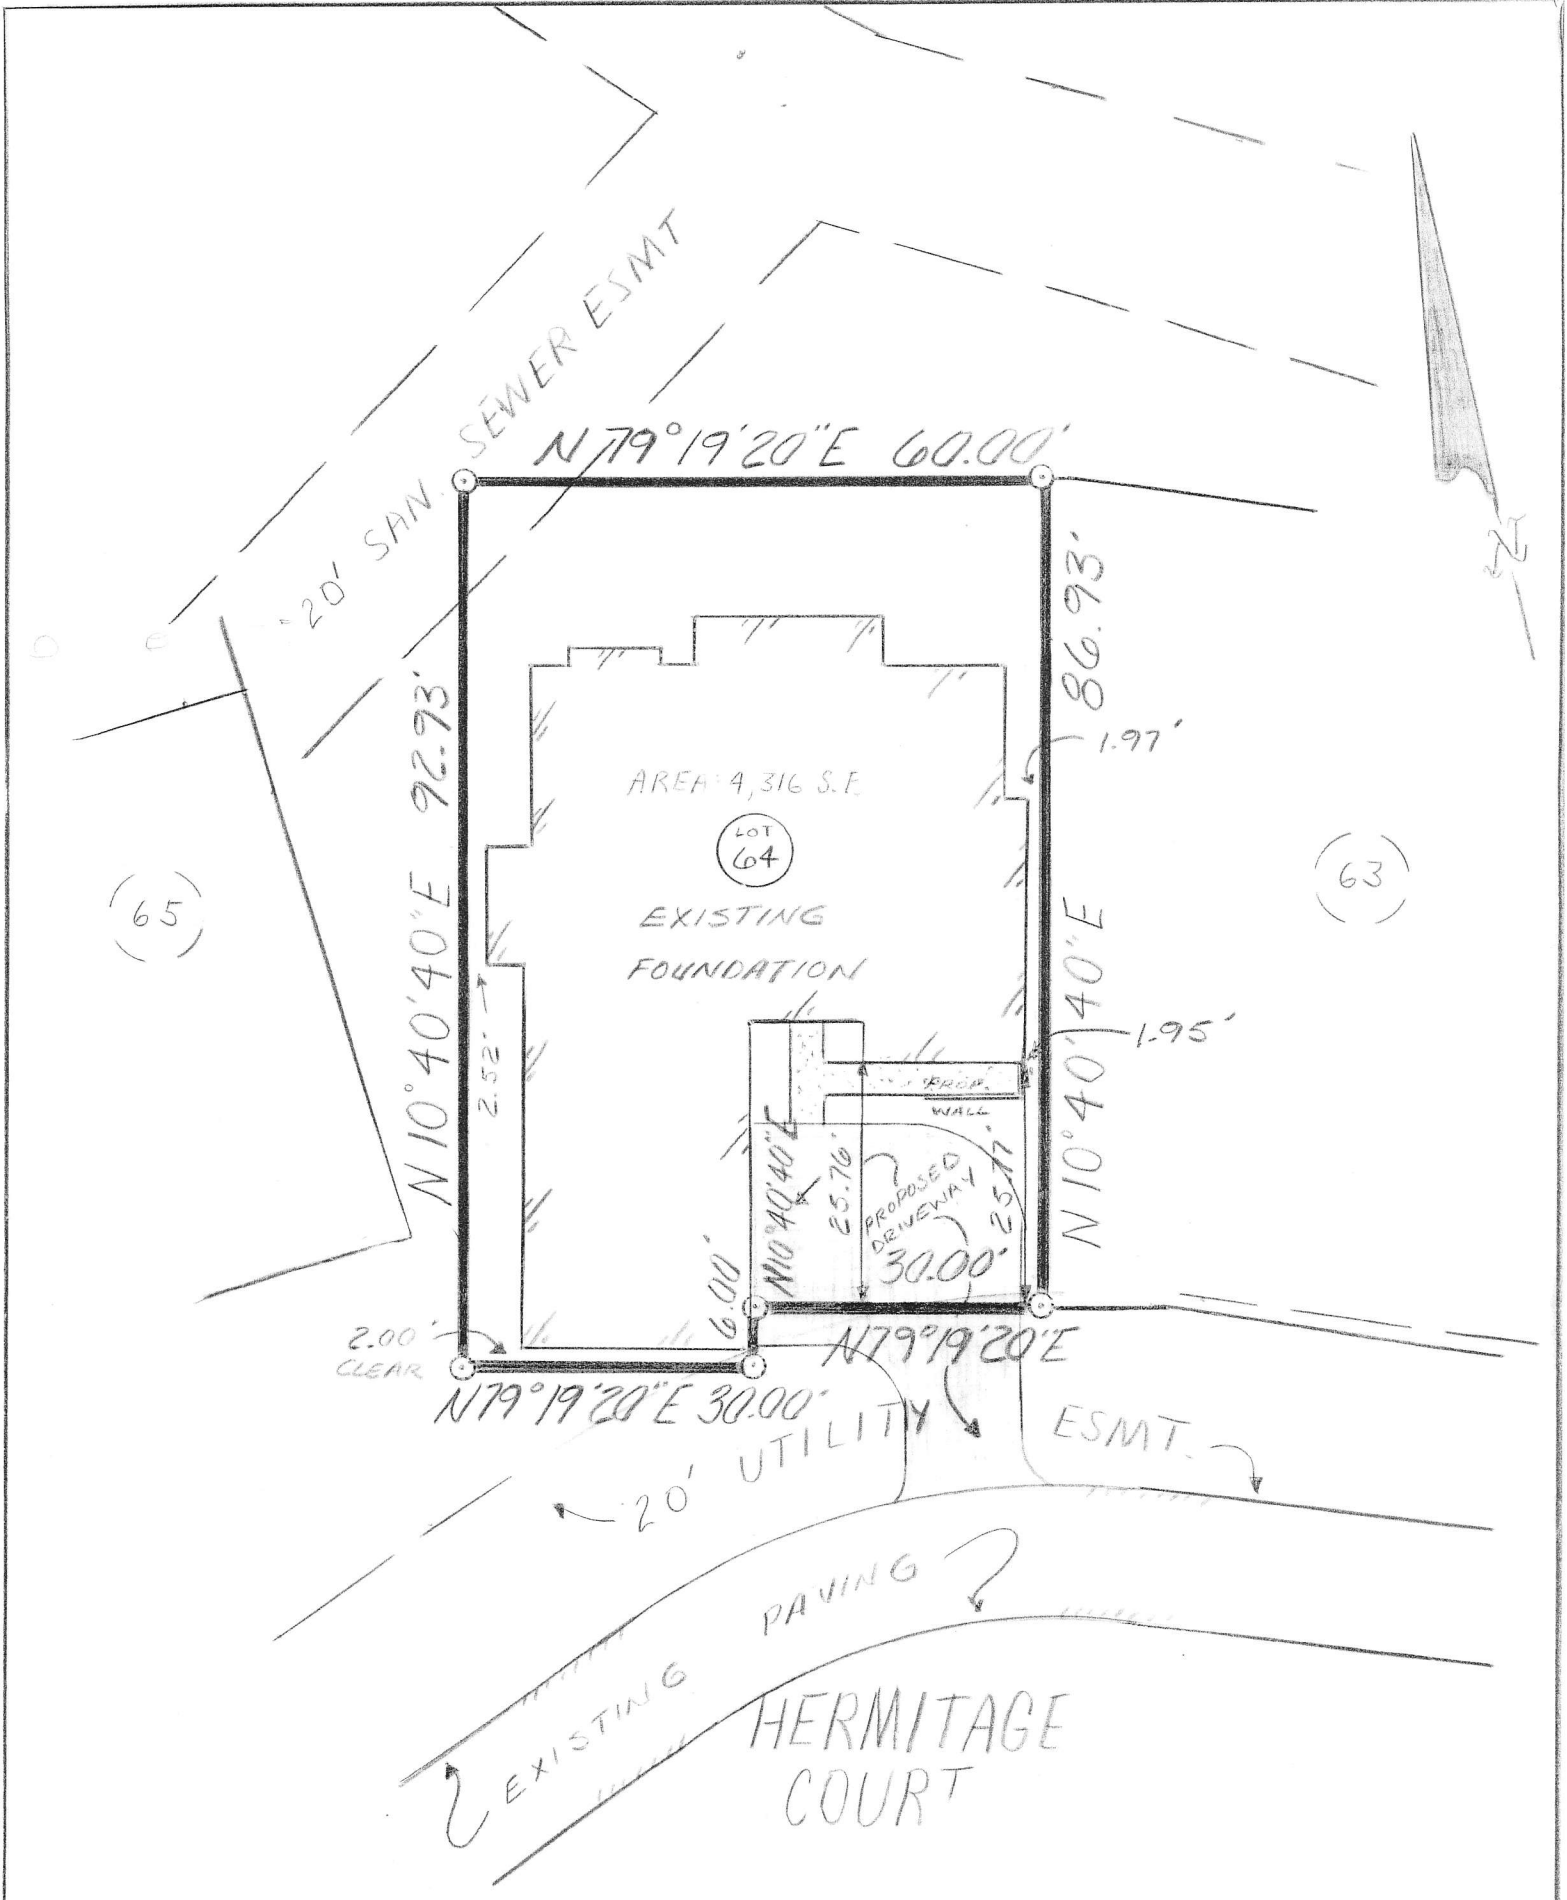 20' SAN. SEWER ESMT
N 79°19'20"E 60.00'
N 10°40'40"E 92.93'
86.93'
N 10°40'40"E
1.97'
AREA: 4,316 S.F.
LOT
64
EXISTING
FOUNDATION
65
63
2.52'
1.95'
PROP.
WALL
N10°40'40"E
25.76'
PROPOSED
DRIVEWAY
25.77'
30.00'
6.00'
2.00'
CLEAR
N79°19'20"E
N79°19'20"E 30.00'
20' UTILITY ESMT.
EXISTING PAVING
HERMITAGE
COURT